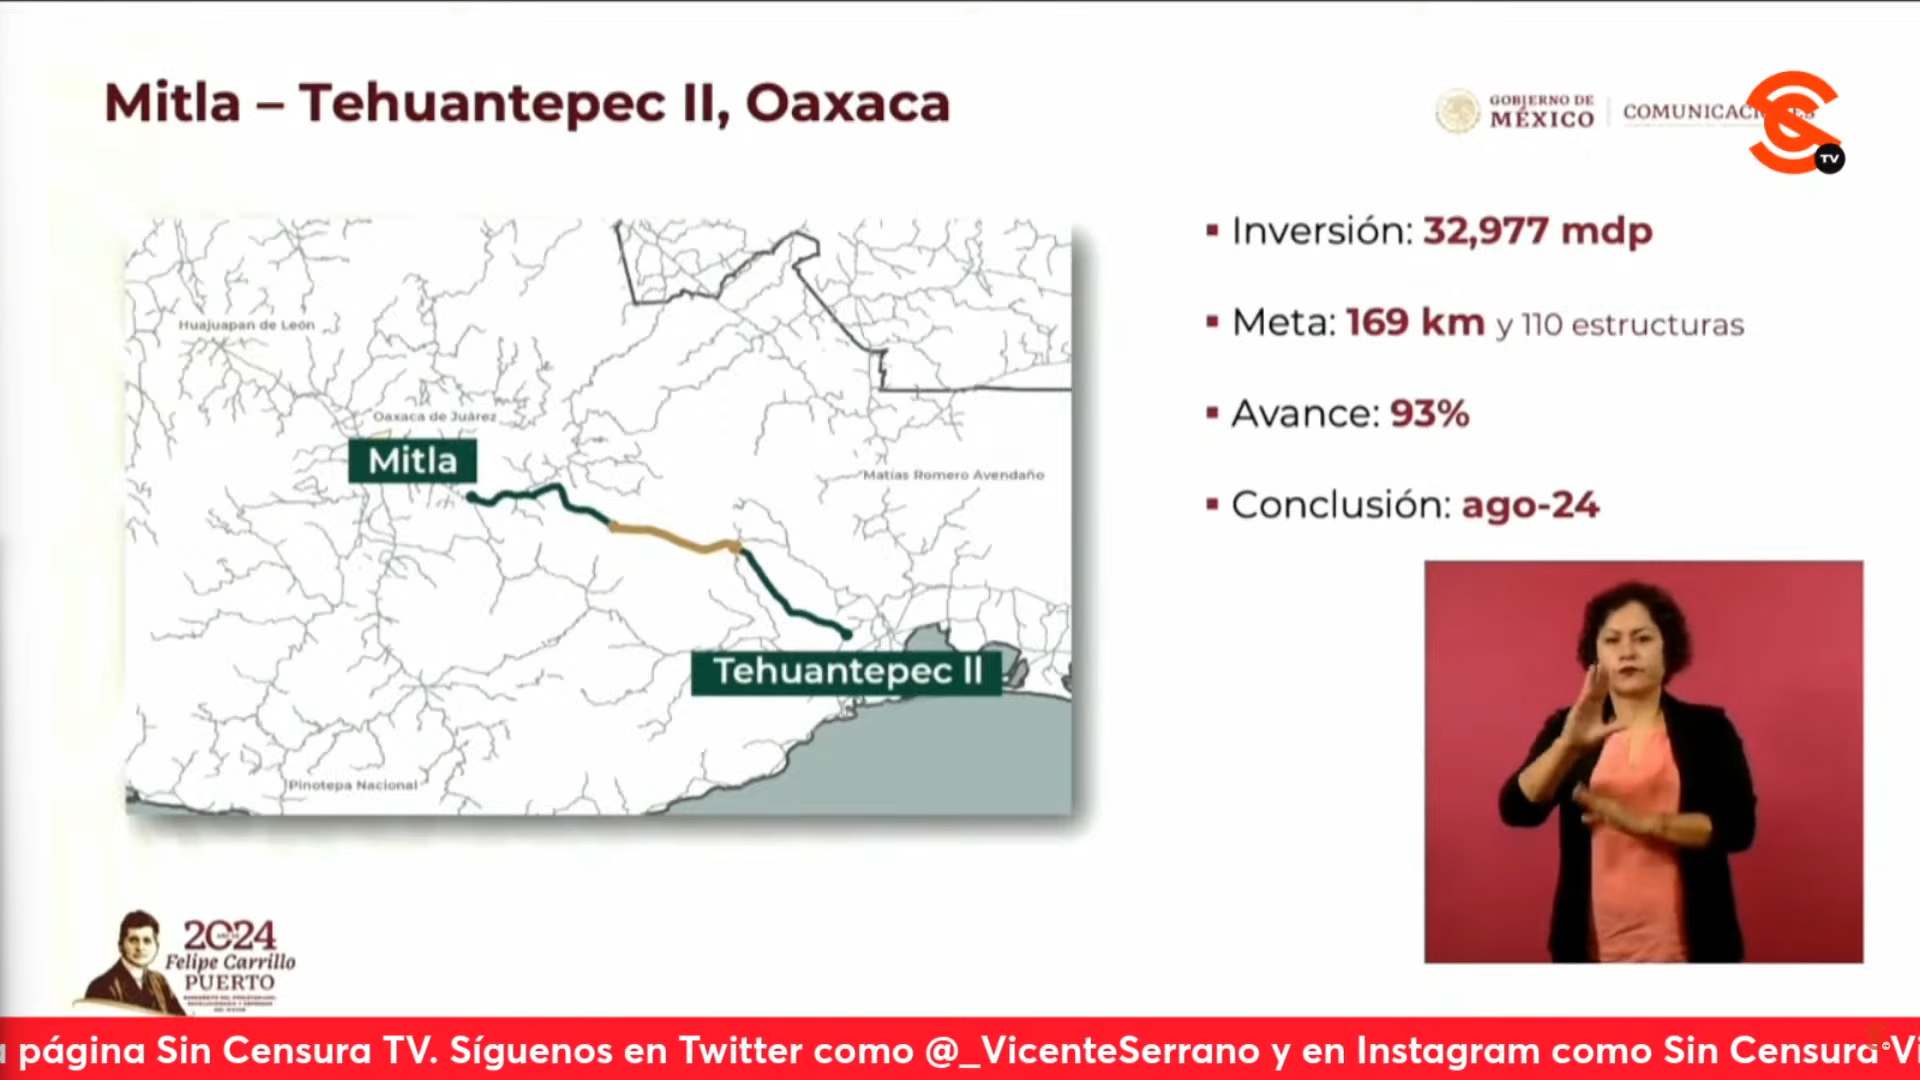 Mitla – Tehuantepec II, Oaxaca
GOBIERNO DE
MÉXICO
TV
Inversión: 32,977 mdp
Meta: 169 km y 110 estructuras
Avance: 93%
Conclusión: ago-24
Huajuapan de León
Oaxaca de Juárez
Mitla
Matías Romero Avendaño
Tehuantepec II
Pinotepa Nacional
2024
Felipe Carrillo
PUERTO
página Sin Censura TV. Síguenos en Twitter como @_VicenteSerrano y en Instagram como Sin Censura